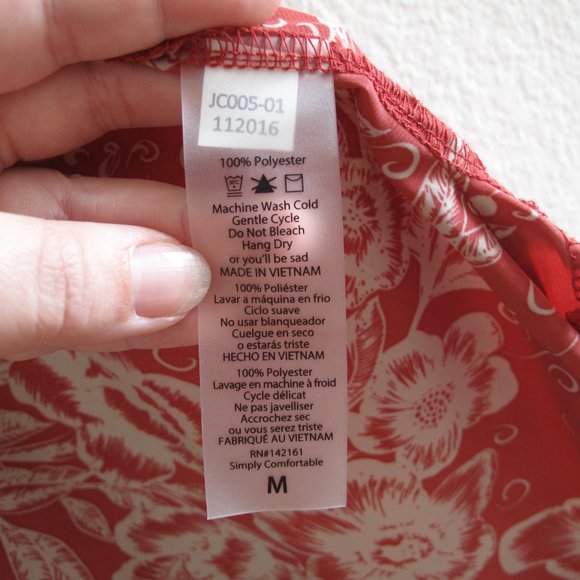 JC005-01
112016
100% Polyester
Machine Wash Cold
Gentle Cycle
Do Not Bleach
Hang Dry
or you'll be sad
MADE IN VIETNAM
100% Poliéster
Lavar a máquina en frio
Ciclo suave
No usar blanqueador
Cuelgue en seco
o estarás triste
HECHO EN VIETNAM
100% Polyester
Lavage en machine à froid
Cycle délicat
Ne pas javelliser
Accrochez sec
ou vous serez triste
FABRIQUÉ AU VIETNAM
RN#142161
Simply Comfortable
M